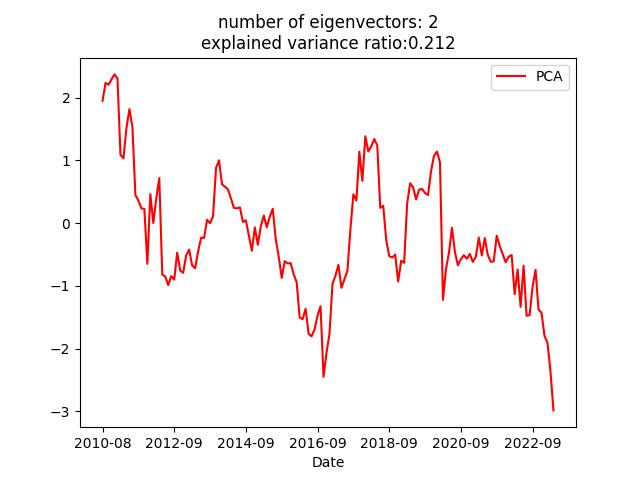 number of eigenvectors: 2
explained variance ratio:0.212
PCA
2
1
0
−1
−2
−3
2010-08 2012-09 2014-09 2016-09 2018-09 2020-09 2022-09
Date